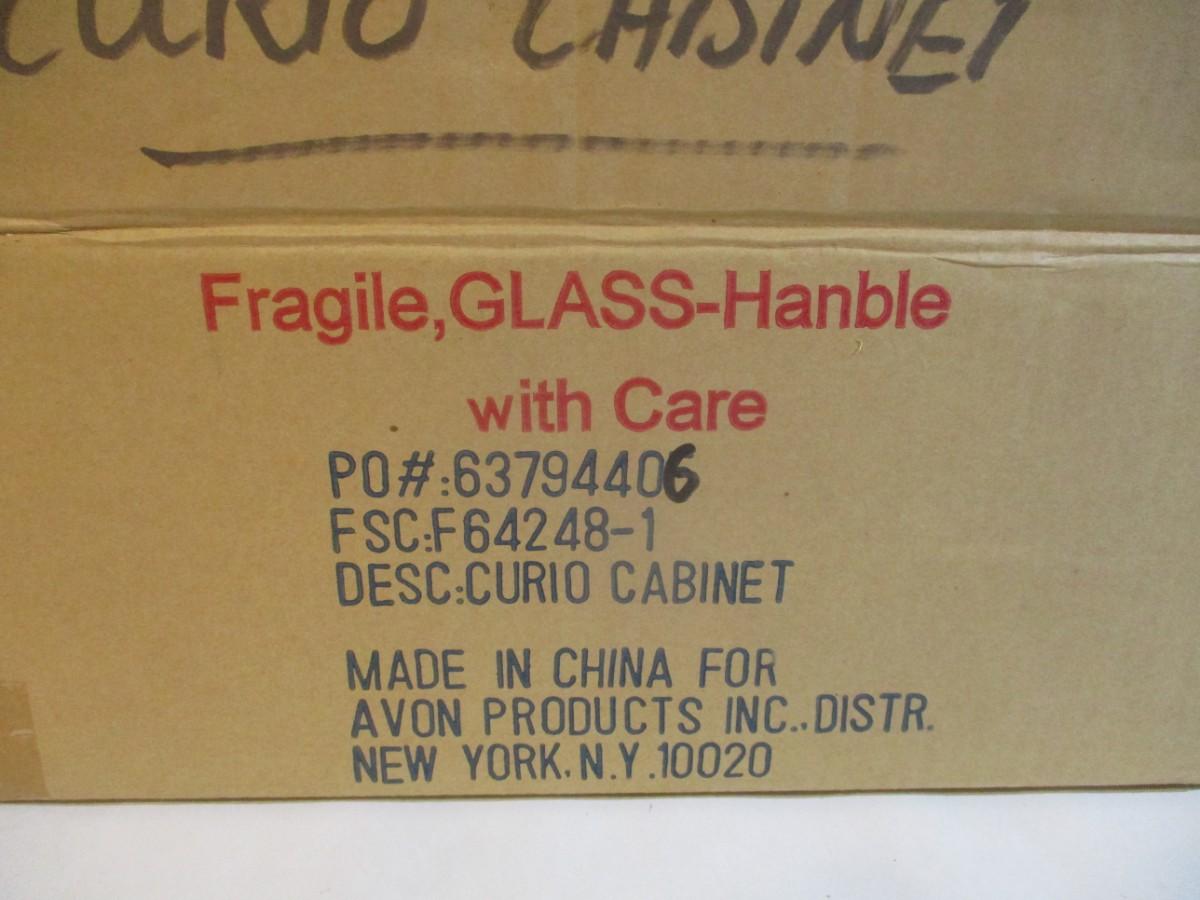 CURIO CABINET
Fragile,GLASS-Hanble
with Care
PO#:63794406
FSC:F64248-1
DESC:CURIO CABINET
MADE IN CHINA FOR
AVON PRODUCTS INC.,DISTR.
NEW YORK,N.Y.10020